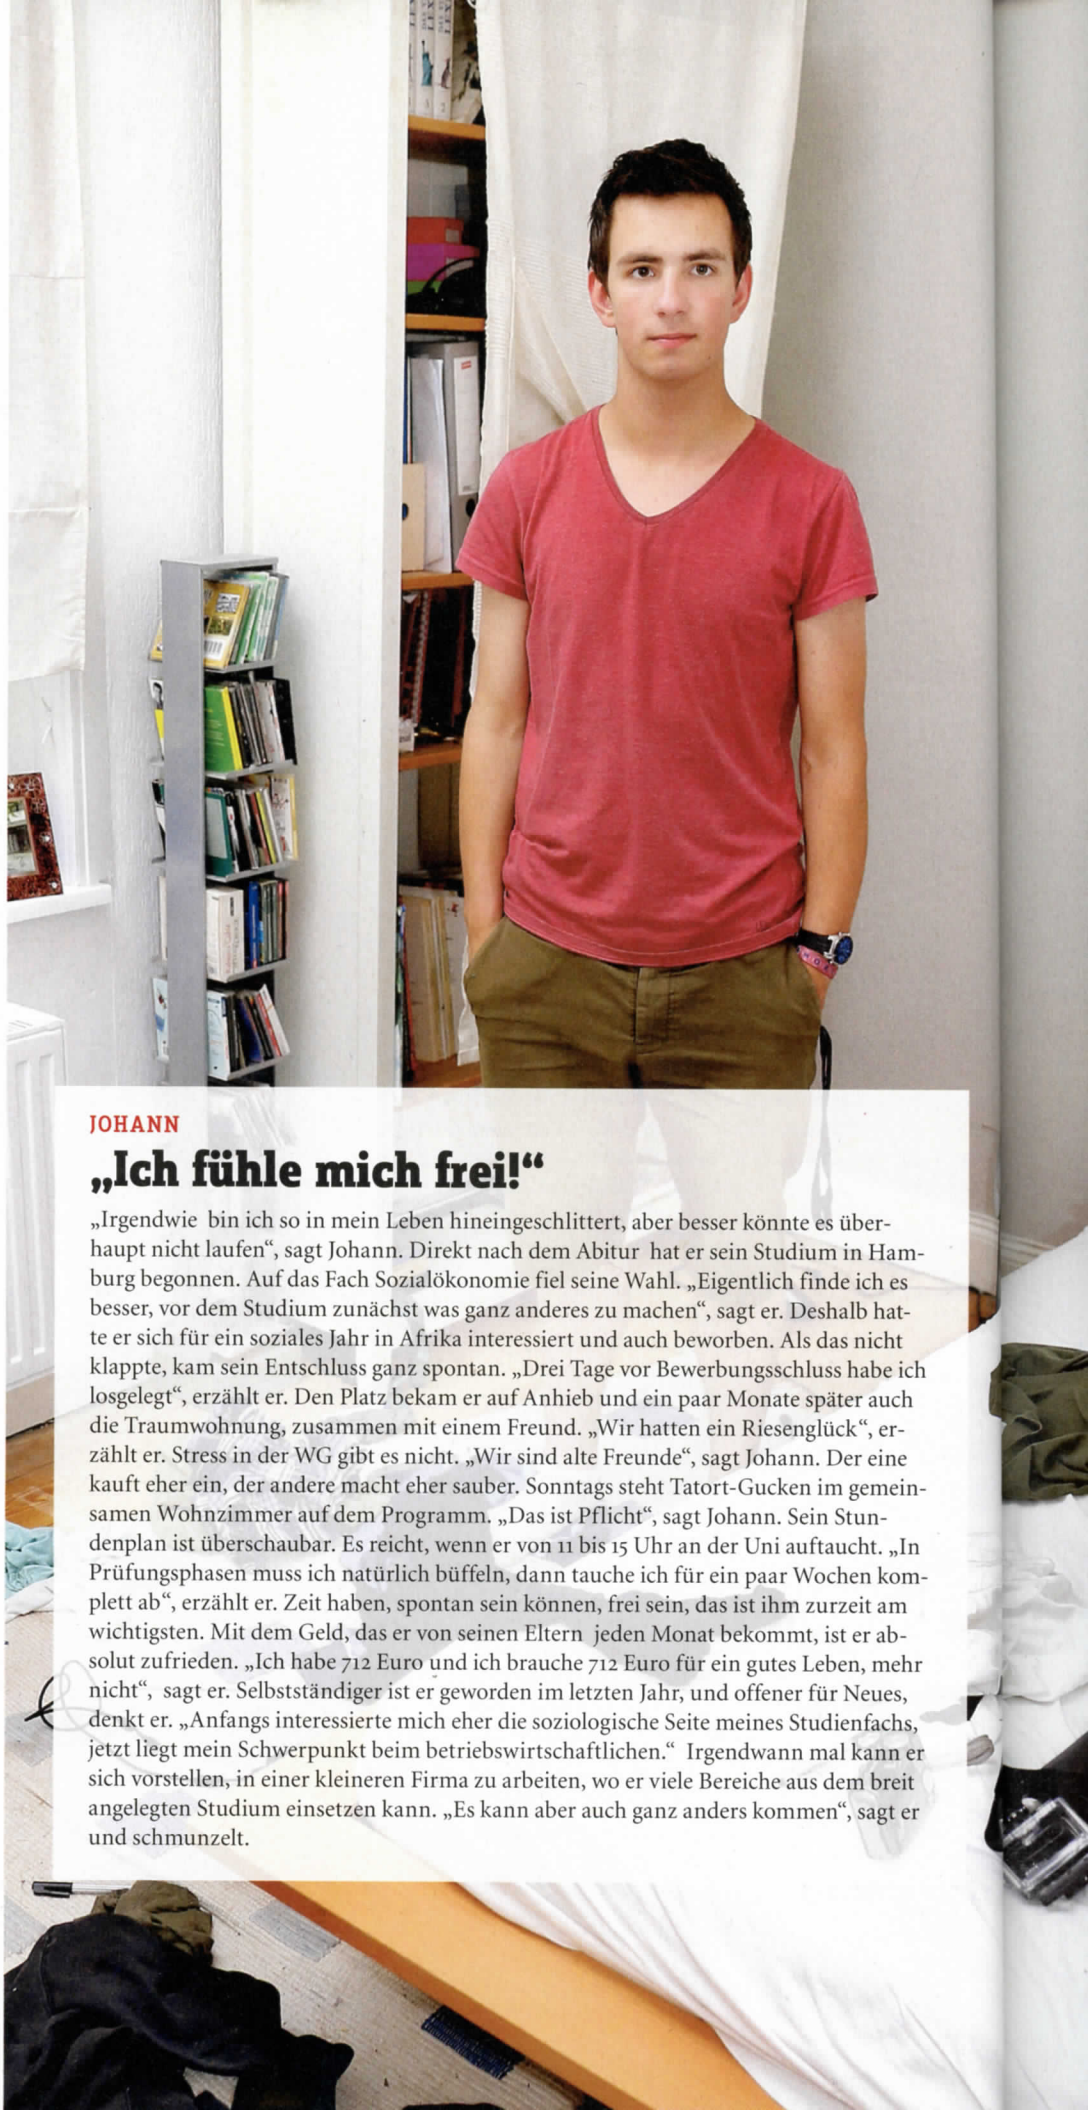 JOHANN
„Ich fühle mich frei!“
„Irgendwie bin ich so in mein Leben hineingeschlittert, aber besser könnte es über-
haupt nicht laufen“, sagt Johann. Direkt nach dem Abitur hat er sein Studium in Ham-
burg begonnen. Auf das Fach Sozialökonomie fiel seine Wahl. „Eigentlich finde ich es
besser, vor dem Studium zunächst was ganz anderes zu machen“, sagt er. Deshalb hat-
te er sich für ein soziales Jahr in Afrika interessiert und auch beworben. Als das nicht
klappte, kam sein Entschluss ganz spontan. „Drei Tage vor Bewerbungsschluss habe ich
losgelegt“, erzählt er. Den Platz bekam er auf Anhieb und ein paar Monate später auch
die Traumwohnung, zusammen mit einem Freund. „Wir hatten ein Riesenglück“, er-
zählt er. Stress in der WG gibt es nicht. „Wir sind alte Freunde“, sagt Johann. Der eine
kauft eher ein, der andere macht eher sauber. Sonntags steht Tatort-Gucken im gemein-
samen Wohnzimmer auf dem Programm. „Das ist Pflicht“, sagt Johann. Sein Stun-
denplan ist überschaubar. Es reicht, wenn er von 11 bis 15 Uhr an der Uni auftaucht. „In
Prüfungsphasen muss ich natürlich büffeln, dann tauche ich für ein paar Wochen kom-
plett ab“, erzählt er. Zeit haben, spontan sein können, frei sein, das ist ihm zurzeit am
wichtigsten. Mit dem Geld, das er von seinen Eltern jeden Monat bekommt, ist er ab-
solut zufrieden. „Ich habe 712 Euro und ich brauche 712 Euro für ein gutes Leben, mehr
nicht“, sagt er. Selbstständiger ist er geworden im letzten Jahr, und offener für Neues,
denkt er. „Anfangs interessierte mich eher die soziologische Seite meines Studienfachs,
jetzt liegt mein Schwerpunkt beim betriebswirtschaftlichen.“ Irgendwann mal kann er
sich vorstellen, in einer kleineren Firma zu arbeiten, wo er viele Bereiche aus dem breit
angelegten Studium einsetzen kann. „Es kann aber auch ganz anders kommen“, sagt er
und schmunzelt.